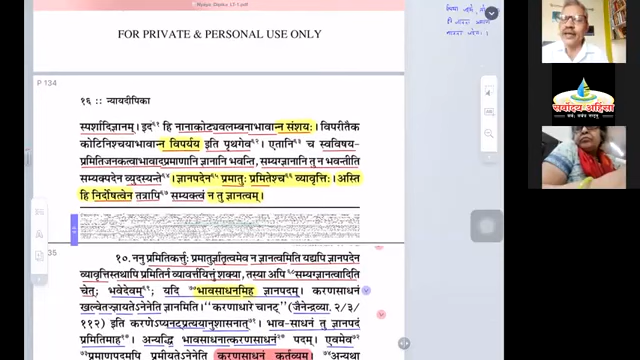 Nyaya_Deepika
FOR PRIVATE & PERSONAL USE ONLY
P 134
१६ :: न्यायदीपिका
स्पर्शादिज्ञानम् । इदं हि नानाकोट्यवलम्बनाभावान्न संशयः । विपरीतैक
कोटिनिश्चयाभावान्न विपर्यय इति पृथगेव । एतानि च स्वविषय-
प्रमितिजनकत्वाभावादप्रमाणानि ज्ञानानि भवन्ति, सम्यग्ज्ञानानि तु न भवन्तीति
सम्यक्पदेन व्युदस्यन्ते । ज्ञानपदेन प्रमातुः प्रमितेश्च व्यावृत्तिः । अस्ति
हि निर्दोषत्वेन तत्रापि सम्यक्त्वं न तु ज्ञानत्वम् ।
35
१०. ननु प्रमितिकर्त्तुः प्रमातुर्ज्ञातृत्वमेव न ज्ञानत्वमिति यद्यपि ज्ञानपदेन
व्यावृत्तिस्तथापि प्रमितिर्न व्यावर्त्तयितुं शक्या, तस्या अपि सम्यग्ज्ञानत्वादिति
चेत्; भवेदेवम्; यदि भावसाधनमिह ज्ञानपदम् । करणसाधनं
खल्वेतज्ज्ञायतेऽनेनेति ज्ञानमिति । “करणाधारे चानट्” (जैनेन्द्रव्या. २/३/
११२) इति करणेऽप्यनट्प्रत्ययानुशासनात् । भाव-साधनं तु ज्ञानपदं
प्रमितिमाह । अन्यद्धि भावसाधनात्करणसाधनं पदम् । एवमेव
प्रमाणपदमपि प्रमीयतेऽनेनेति करणसाधनं कर्तव्यम् । अन्यथा
सर्वोदय अहिंसा